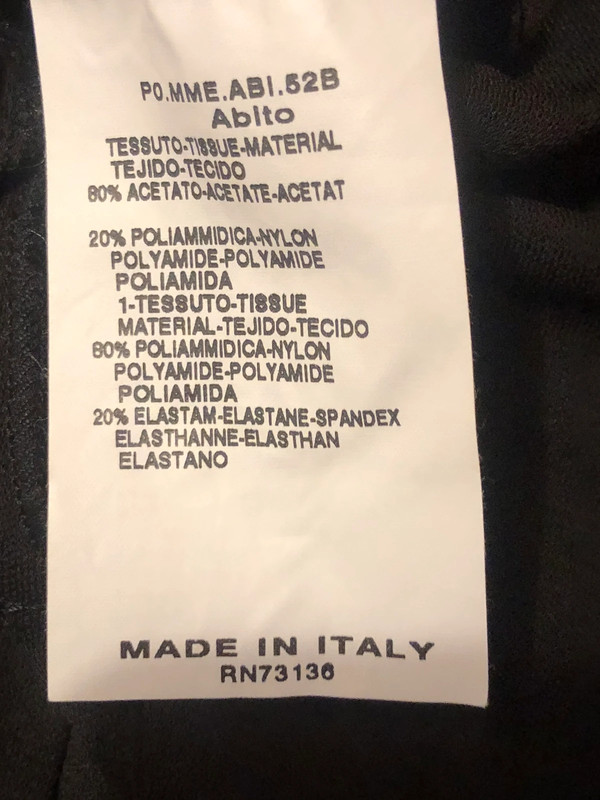 PO.MME.ABI.52B
Abito
TESSUTO-TISSUE-MATERIAL
TEJIDO-TECIDO
80% ACETATO-ACETATE-ACETAT
20% POLIAMMIDICA-NYLON
POLYAMIDE-POLYAMIDE
POLIAMIDA
1-TESSUTO-TISSUE
MATERIAL-TEJIDO-TECIDO
80% POLIAMMIDICA-NYLON
POLYAMIDE-POLYAMIDE
POLIAMIDA
20% ELASTAM-ELASTANE-SPANDEX
ELASTHANNE-ELASTHAN
ELASTANO
MADE IN ITALY
RN73136